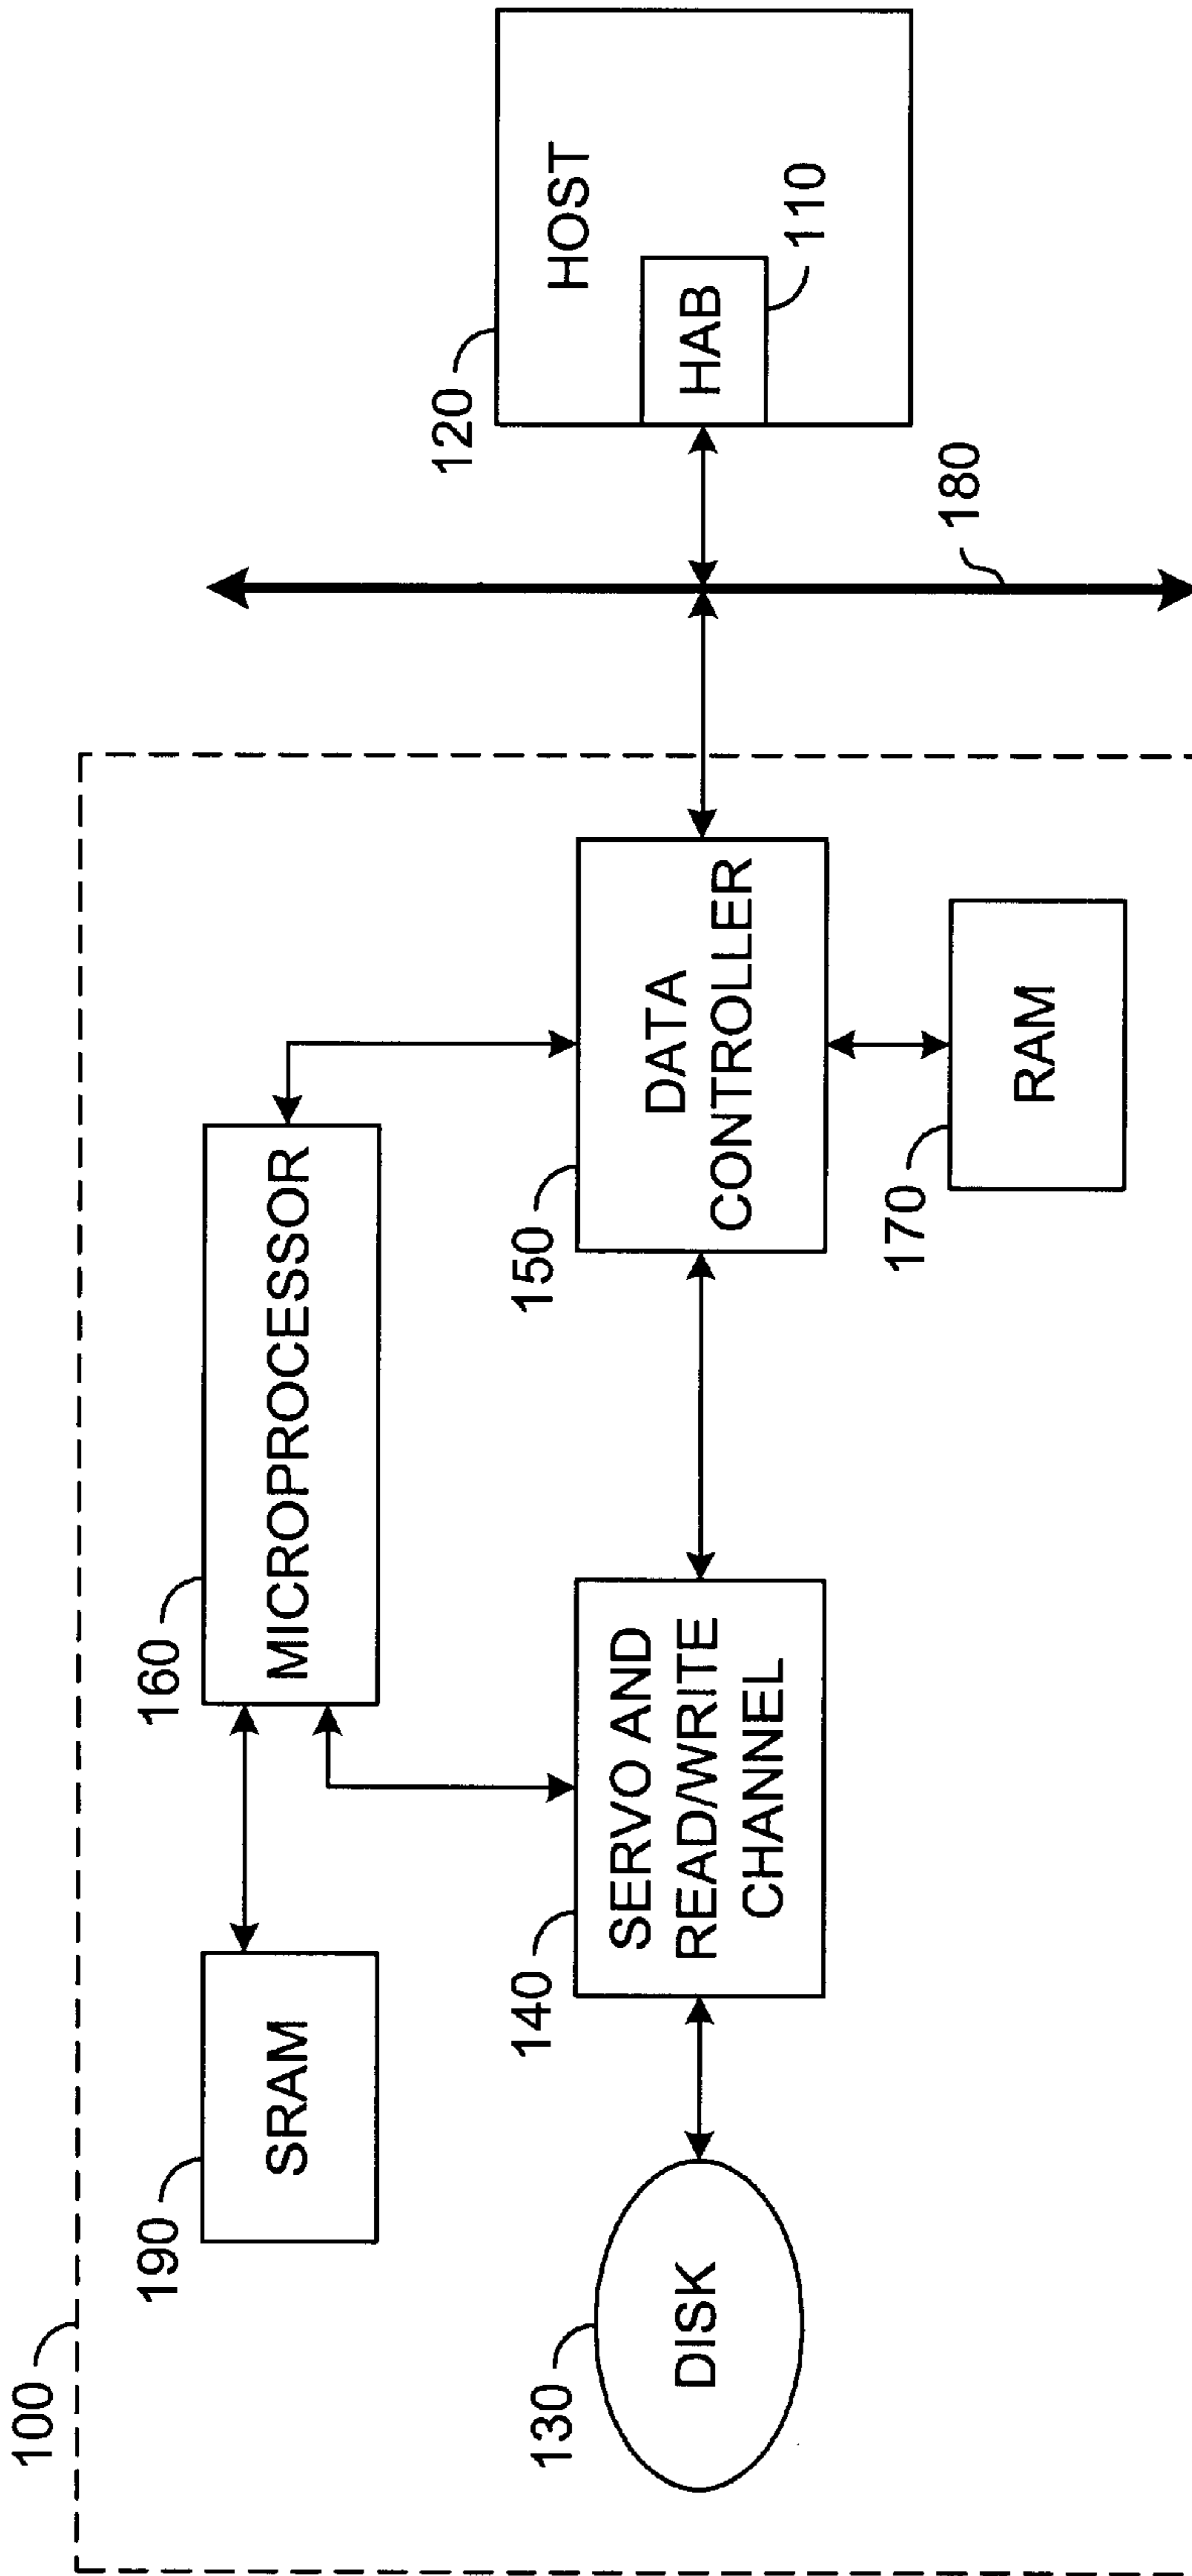 100
190
SRAM
160
MICROPROCESSOR
130
DISK
140
SERVO AND
READ/WRITE
CHANNEL
150
DATA
CONTROLLER
170
RAM
180
120
HOST
HAB
110